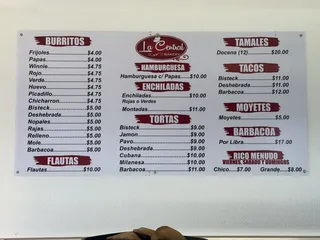 BURRITOS
Frijoles. $4.00
Papas. $4.00
Winnie. $4.75
Rojo. $4.75
Verde. $4.75
Huevo. $4.75
Picadillo. $4.75
Chicharron. $4.75
Bisteck $5.00
Deshebrada. $5.00
Nopales. $5.00
Rajas. $5.00
Relleno. $5.00
Mole. $5.00
Barbacoa $6.00
FLAUTAS
Flautas. $10.00
La Central
HAMBURGUESA
Hamburguesa c/ Papas. $10.00
ENCHILADAS
Enchiladas. $10.00
Rojas o Verdes
Montadas. $11.00
TORTAS
Bisteck $9.00
Jamon. $9.00
Pavo. $9.00
Deshebrada. $9.00
Cubana $10.00
Milanesa $10.00
Barbacoa $11.00
TAMALES
Docena (12) $20.00
TACOS
Bisteck $11.00
Deshebrada $11.00
Barbacoa $12.00
MOYETES
Moyetes. $5.00
BARBACOA
Por Libra. $17.00
RICO MENUDO
VIERNES, SABADO Y DOMINGOS
Chico. $7.00 Grande. $8.00